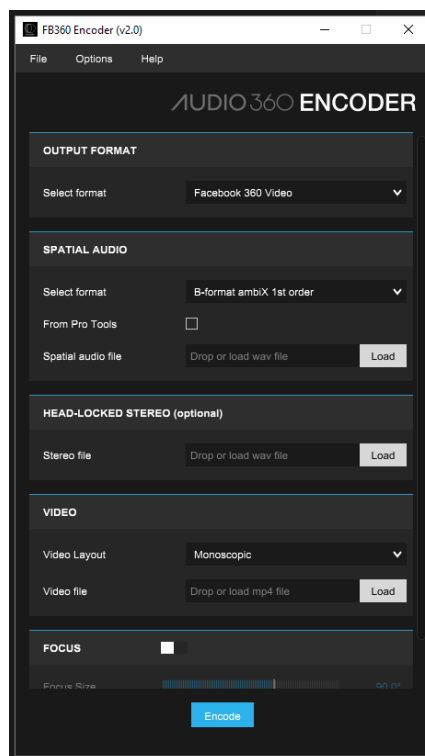 FB360 Encoder (v2.0)
File Options Help
AUDIO360 ENCODER
OUTPUT FORMAT
Select format Facebook 360 Video
SPATIAL AUDIO
Select format B-format ambiX 1st order
From Pro Tools
Spatial audio file Drop or load wav file Load
HEAD-LOCKED STEREO (optional)
Stereo file Drop or load wav file Load
VIDEO
Video Layout Monoscopic
Video file Drop or load mp4 file Load
FOCUS
Focus Size 90.0°
Encode